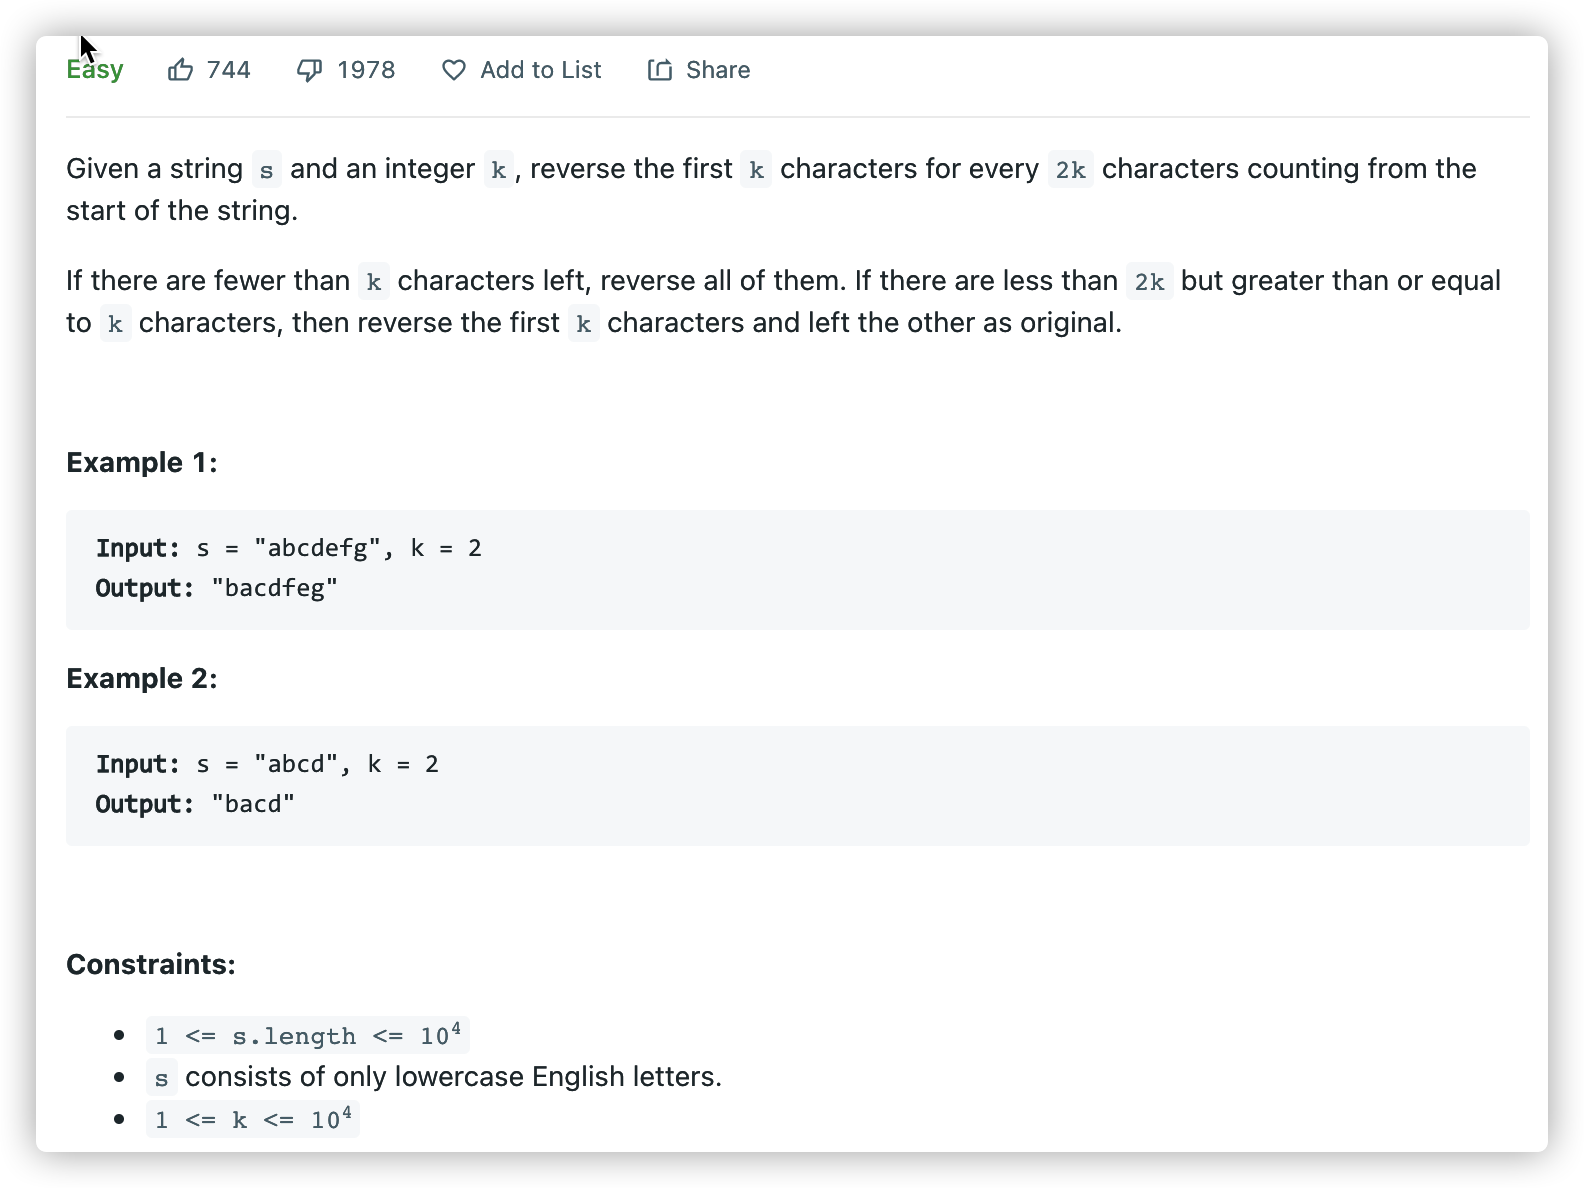 Easy 744 1978 Add to List Share
Given a string s and an integer k, reverse the first k characters for every 2k characters counting from the
start of the string.
If there are fewer than k characters left, reverse all of them. If there are less than 2k but greater than or equal
to k characters, then reverse the first k characters and left the other as original.
Example 1:
Input: s = "abcdefg", k = 2
Output: "bacdfeg"
Example 2:
Input: s = "abcd", k = 2
Output: "bacd"
Constraints:
• 1 <= s.length <= 10⁴
• s consists of only lowercase English letters.
• 1 <= k <= 10⁴